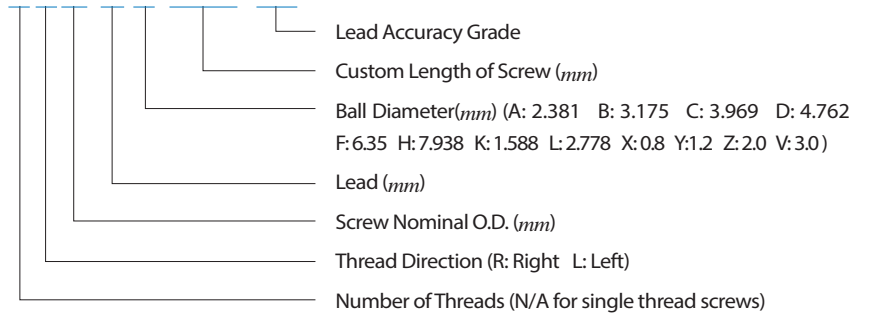 Lead Accuracy Grade
Custom Length of Screw (mm)
Ball Diameter(mm) (A: 2.381 B: 3.175 C: 3.969 D: 4.762
F: 6.35 H: 7.938 K: 1.588 L: 2.778 X: 0.8 Y:1.2 Z: 2.0 V: 3.0)
Lead (mm)
Screw Nominal O.D. (mm)
Thread Direction (R: Right L: Left)
Number of Threads (N/A for single thread screws)